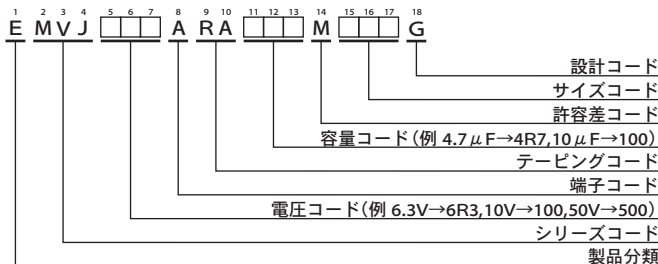 1 2 3 4 5 6 7 8 9 10 11 12 13 14 15 16 17 18
E M V J □□□ A R A □□□ M □□□ G
設計コード
サイズコード
許容差コード
容量コード(例 4.7μF→4R7,10μF→100)
テーピングコード
端子コード
電圧コード(例 6.3V→6R3,10V→100,50V→500)
シリーズコード
製品分類